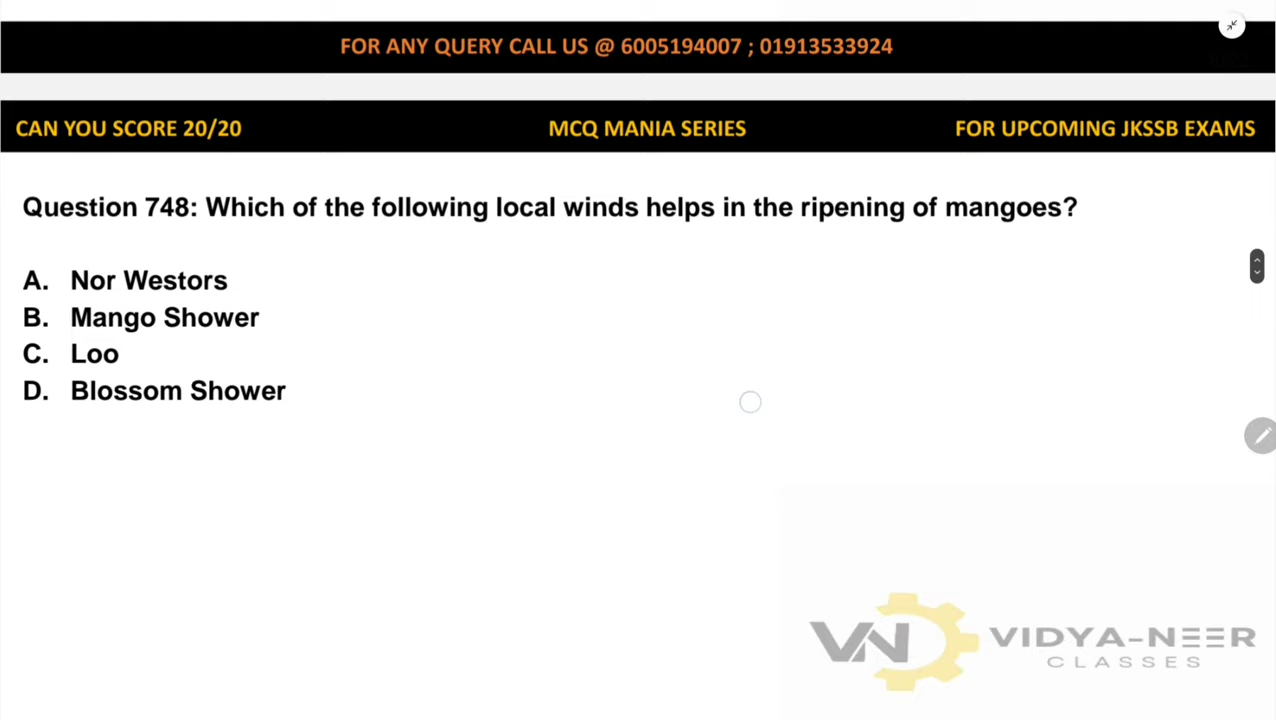 FOR ANY QUERY CALL US @ 6005194007 ; 01913533924
CAN YOU SCORE 20/20 MCQ MANIA SERIES FOR UPCOMING JKSSB EXAMS
Question 748: Which of the following local winds helps in the ripening of mangoes?
A. Nor Westors
B. Mango Shower
C. Loo
D. Blossom Shower
VN VIDYA-NEER
CLASSES